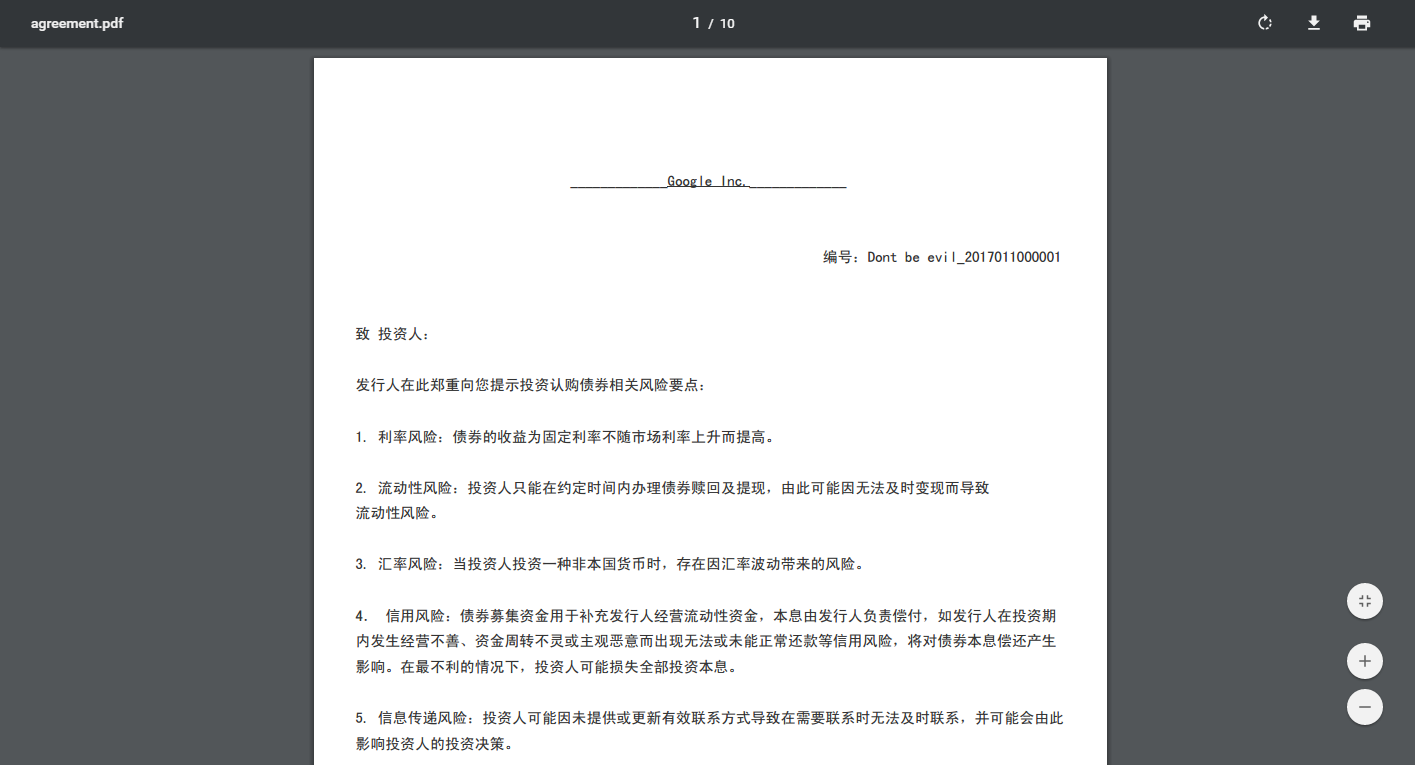 agreement.pdf
1 / 10
_____________Google Inc._____________
编号：Dont be evil_2017011000001
致 投资人：
发行人在此郑重向您提示投资认购债券相关风险要点：
1. 利率风险：债券的收益为固定利率不随市场利率上升而提高。
2. 流动性风险：投资人只能在约定时间内办理债券赎回及提现，由此可能因无法及时变现而导致
流动性风险。
3. 汇率风险：当投资人投资一种非本国货币时，存在因汇率波动带来的风险。
4. 信用风险：债券募集资金用于补充发行人经营流动性资金，本息由发行人负责偿付，如发行人在投资期
内发生经营不善、资金周转不灵或主观恶意而出现无法或未能正常还款等信用风险，将对债券本息偿还产生
影响。在最不利的情况下，投资人可能损失全部投资本息。
5. 信息传递风险：投资人可能因未提供或更新有效联系方式导致在需要联系时无法及时联系，并可能会由此
影响投资人的投资决策。